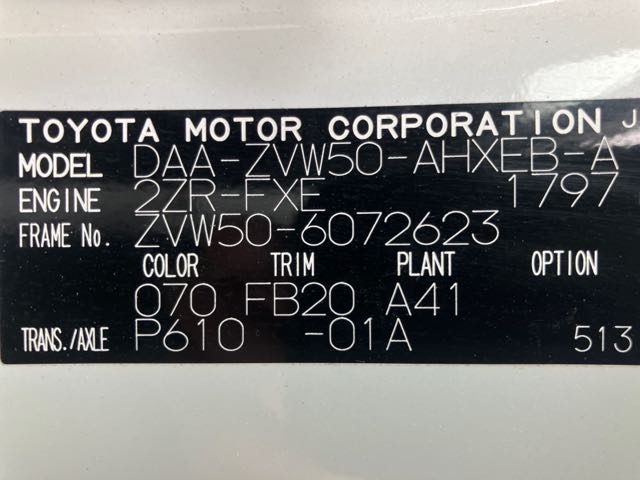 TOYOTA MOTOR CORPORATION J
MODEL DAA-ZVW50-AHXEB-A
ENGINE 2ZR-FXE 1797
FRAME No. ZVW50-6072623
COLOR TRIM PLANT OPTION
070 FB20 A41
TRANS./AXLE P610 -01A 513